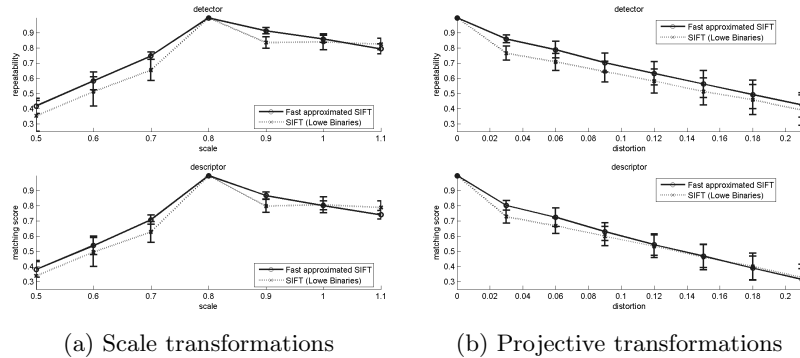 detector
repeatability
0.9
0.8
0.7
0.6
0.5
0.4
0.3
Fast approximated SIFT
SIFT (Lowe Binaries)
0.5 0.6 0.7 0.8 0.9 1 1.1
scale
descriptor
matching score
0.9
0.8
0.7
0.6
0.5
0.4
0.3
Fast approximated SIFT
SIFT (Lowe Binaries)
0.5 0.6 0.7 0.8 0.9 1 1.1
scale
(a) Scale transformations
detector
repeatability
0.9
0.8
0.7
0.6
0.5
0.4
0.3
Fast approximated SIFT
SIFT (Lowe Binaries)
0 0.02 0.04 0.06 0.08 0.1 0.12 0.14 0.16 0.18 0.2
distortion
descriptor
matching score
0.9
0.8
0.7
0.6
0.5
0.4
0.3
Fast approximated SIFT
SIFT (Lowe Binaries)
0 0.02 0.04 0.06 0.08 0.1 0.12 0.14 0.16 0.18 0.2
distortion
(b) Projective transformations